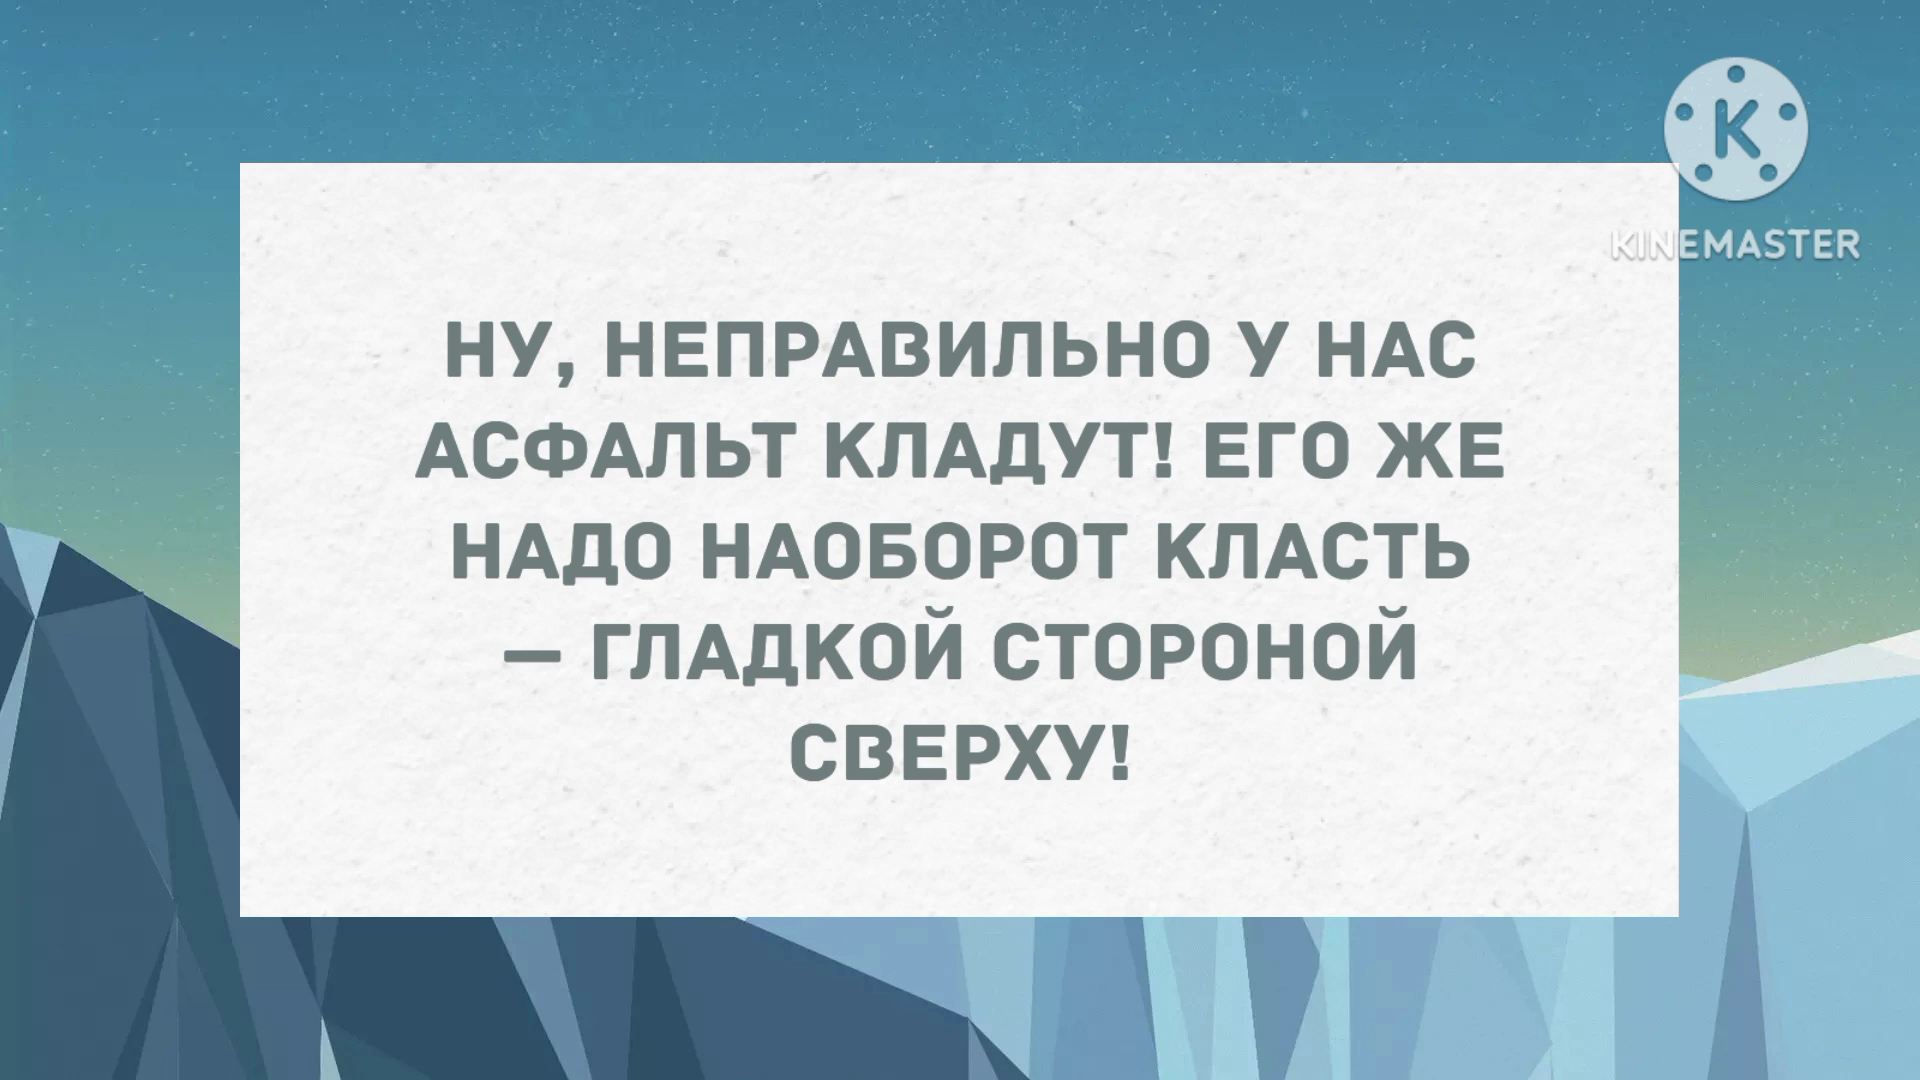 НУ, НЕПРАВИЛЬНО У НАС
АСФАЛЬТ КЛАДУТ! ЕГО ЖЕ
НАДО НАОБОРОТ КЛАСТЬ
— ГЛАДКОЙ СТОРОНОЙ
СВЕРХУ!
K
KINEMASTER